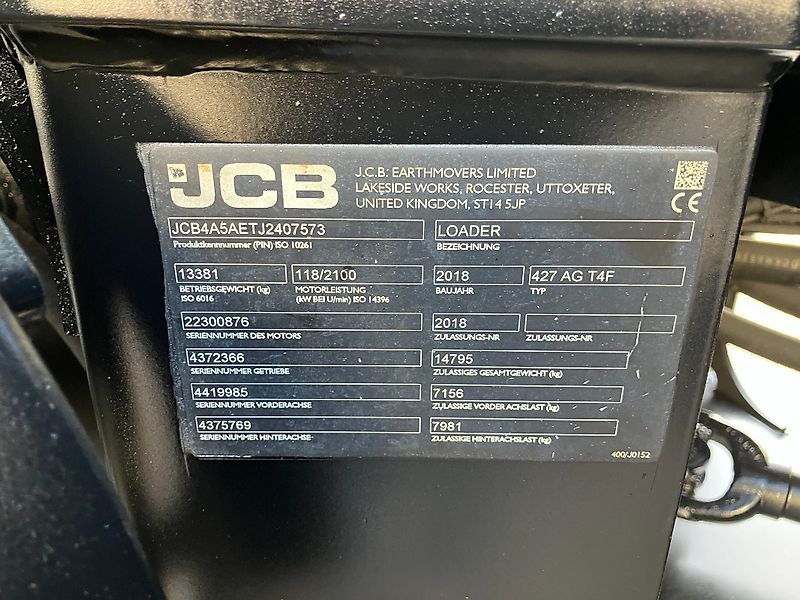 JCB
J.C.B: EARTHMOVERS LIMITED
LAKESIDE WORKS, ROCESTER, UTTOXETER,
UNITED KINGDOM, ST14 5JP
CE
JCB4A5AETJ2407573
Produktkennnummer (PIN) ISO 10261
LOADER
BEZEICHNUNG
13381
BETRIEBSGEWICHT (kg)
ISO 6016
118/2100
MOTORLEISTUNG
(kW BEI U/min) ISO 14396
2018
BAUJAHR
427 AG T4F
TYP
22300876
SERIENNUMMER DES MOTORS
2018
ZULASSUNGS-NR
ZULASSUNGS-NR
4372366
SERIENNUMMER GETRIEBE
14795
ZULASSIGES GESAMTGEWICHT (kg)
4419985
SERIENNUMMER VORDERACHSE
7156
ZULASSIGE VORDER ACHSLAST (kg)
4375769
SERIENNUMMER HINTERACHSE
7981
ZULASSIGE HINTERACHSLAST (kg)
400/J0152